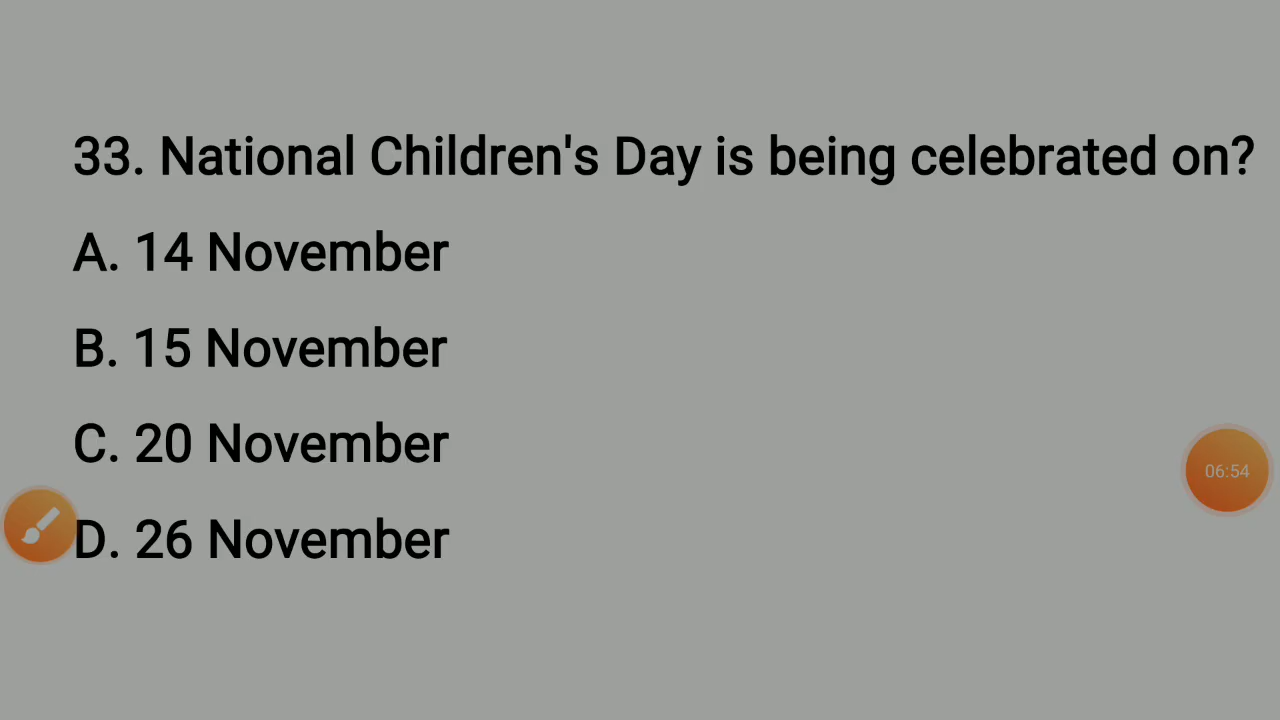 33. National Children's Day is being celebrated on?
A. 14 November
B. 15 November
C. 20 November
06:54
D. 26 November